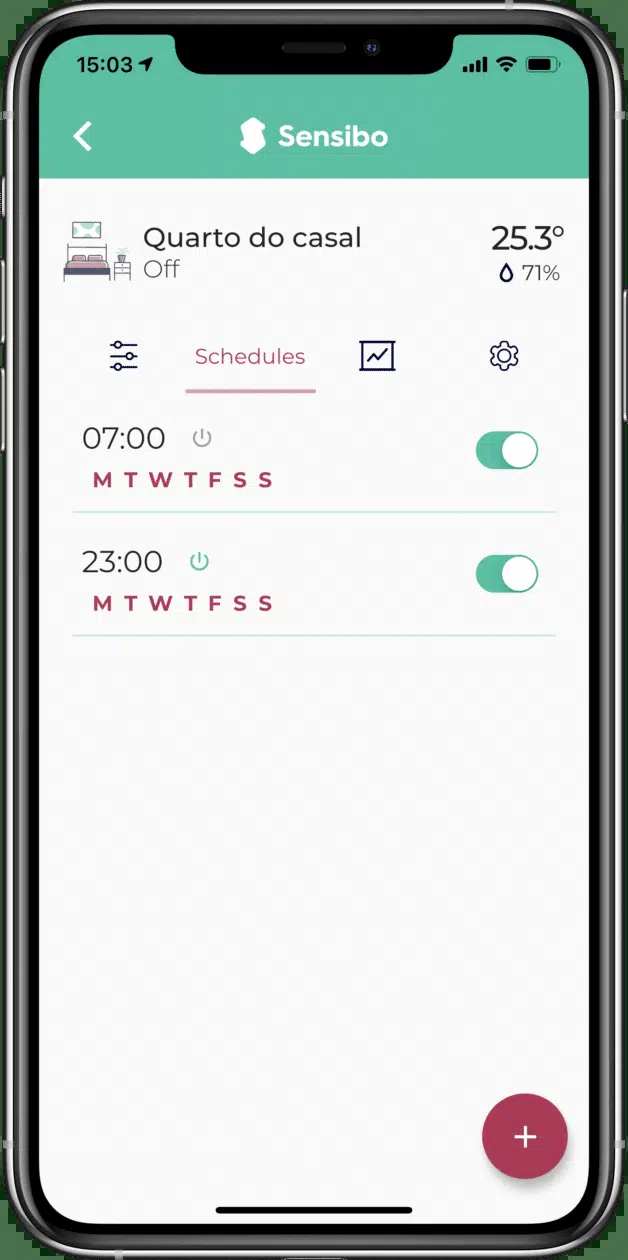 15:03
Sensibo
Quarto do casal
25.3°
Off
71%
Schedules
07:00
M T W T F S S
23:00
M T W T F S S
+